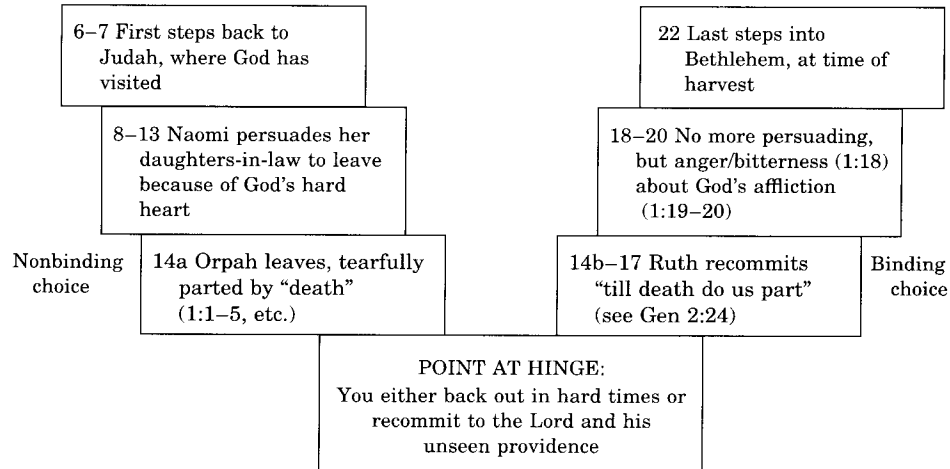 6–7 First steps back to
Judah, where God has
visited
22 Last steps into
Bethlehem, at time of
harvest
8–13 Naomi persuades her
daughters-in-law to leave
because of God's hard
heart
18–20 No more persuading,
but anger/bitterness (1:18)
about God's affliction
(1:19–20)
Nonbinding
choice
14a Orpah leaves, tearfully
parted by “death”
(1:1–5, etc.)
14b–17 Ruth recommits
“till death do us part”
(see Gen 2:24)
Binding
choice
POINT AT HINGE:
You either back out in hard times or
recommit to the Lord and his
unseen providence